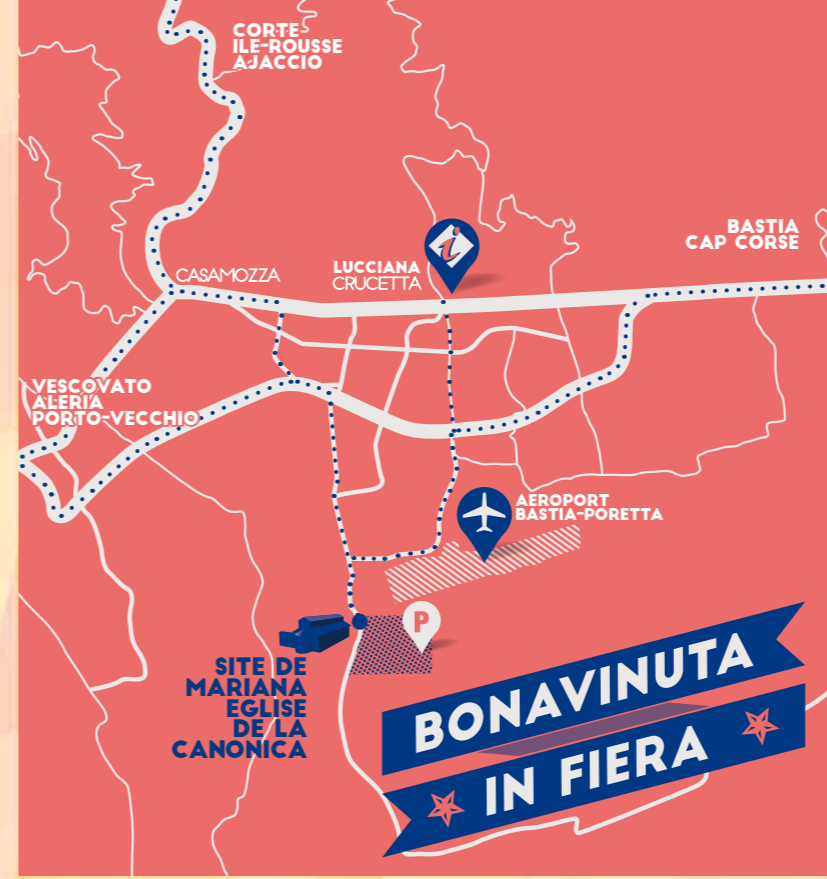 CORTE
ILE-ROUSSE
AJACCIO
BASTIA
CAP CORSE
i
LUCCIANA
CRUCETTA
CASAMOZZA
VESCOVATO
ALERIA
PORTO-VECCHIO
AEROPORT
BASTIA-PORETTA
P
SITE DE
MARIANA
EGLISE
DE LA
CANONICA
BONAVINUTA
IN FIERA